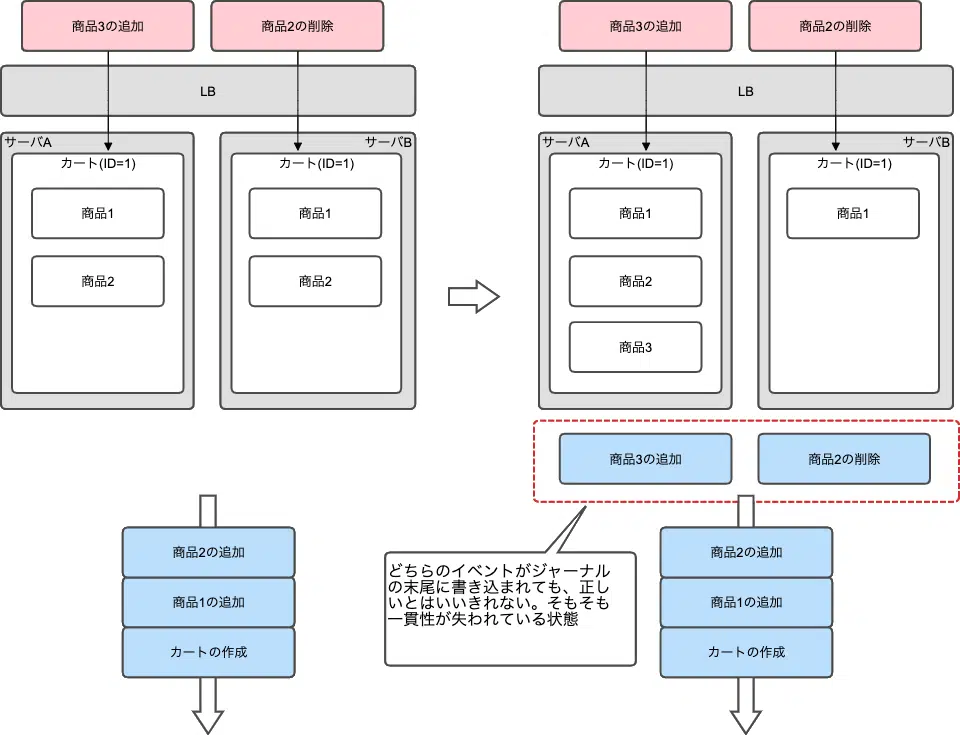 商品3の追加
商品2の削除
LB
サーバA
カート(ID=1)
商品1
商品2
サーバB
カート(ID=1)
商品1
商品2
商品2の追加
商品1の追加
カートの作成
商品3の追加
商品2の削除
LB
サーバA
カート(ID=1)
商品1
商品2
商品3
サーバB
カート(ID=1)
商品1
商品3の追加
商品2の削除
どちらのイベントがジャーナル
の末尾に書き込まれても、正し
いとはいいきれない。そもそも
一貫性が失われている状態
商品2の追加
商品1の追加
カートの作成